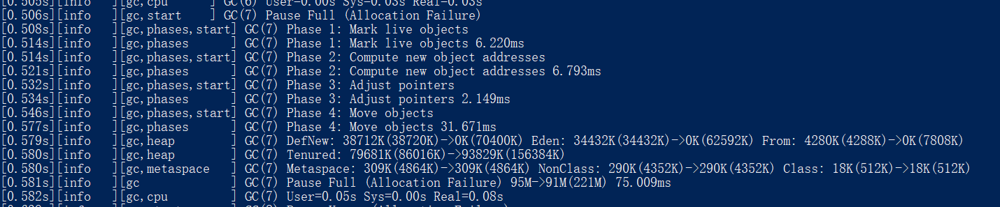 [0.505s][info   ][gc,cpu      ] GC(6) User=0.00s Sys=0.03s Real=0.03s
[0.506s][info   ][gc,start    ] GC(7) Pause Full (Allocation Failure)
[0.508s][info   ][gc,phases,start] GC(7) Phase 1: Mark live objects
[0.514s][info   ][gc,phases      ] GC(7) Phase 1: Mark live objects 6.220ms
[0.514s][info   ][gc,phases,start] GC(7) Phase 2: Compute new object addresses
[0.521s][info   ][gc,phases      ] GC(7) Phase 2: Compute new object addresses 6.793ms
[0.532s][info   ][gc,phases,start] GC(7) Phase 3: Adjust pointers
[0.534s][info   ][gc,phases      ] GC(7) Phase 3: Adjust pointers 2.149ms
[0.546s][info   ][gc,phases,start] GC(7) Phase 4: Move objects
[0.577s][info   ][gc,phases      ] GC(7) Phase 4: Move objects 31.671ms
[0.579s][info   ][gc,heap        ] GC(7) DefNew: 38712K(38720K)->0K(70400K) Eden: 34432K(34432K)->0K(62592K) From: 4280K(4288K)->0K(7808K)
[0.580s][info   ][gc,heap        ] GC(7) Tenured: 79681K(86016K)->93829K(156384K)
[0.580s][info   ][gc,metaspace   ] GC(7) Metaspace: 309K(4864K)->309K(4864K) NonClass: 290K(4352K)->290K(4352K) Class: 18K(512K)->18K(512K)
[0.581s][info   ][gc             ] GC(7) Pause Full (Allocation Failure) 95M->91M(221M) 75.009ms
[0.582s][info   ][gc,cpu         ] GC(7) User=0.05s Sys=0.00s Real=0.08s